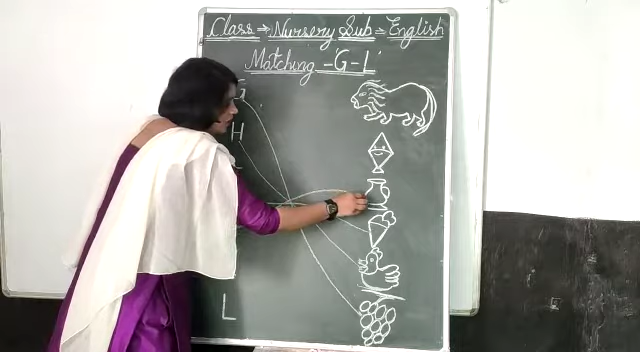 Class → Nursery Sub - English
Matching - 'G - L'
G
H
L